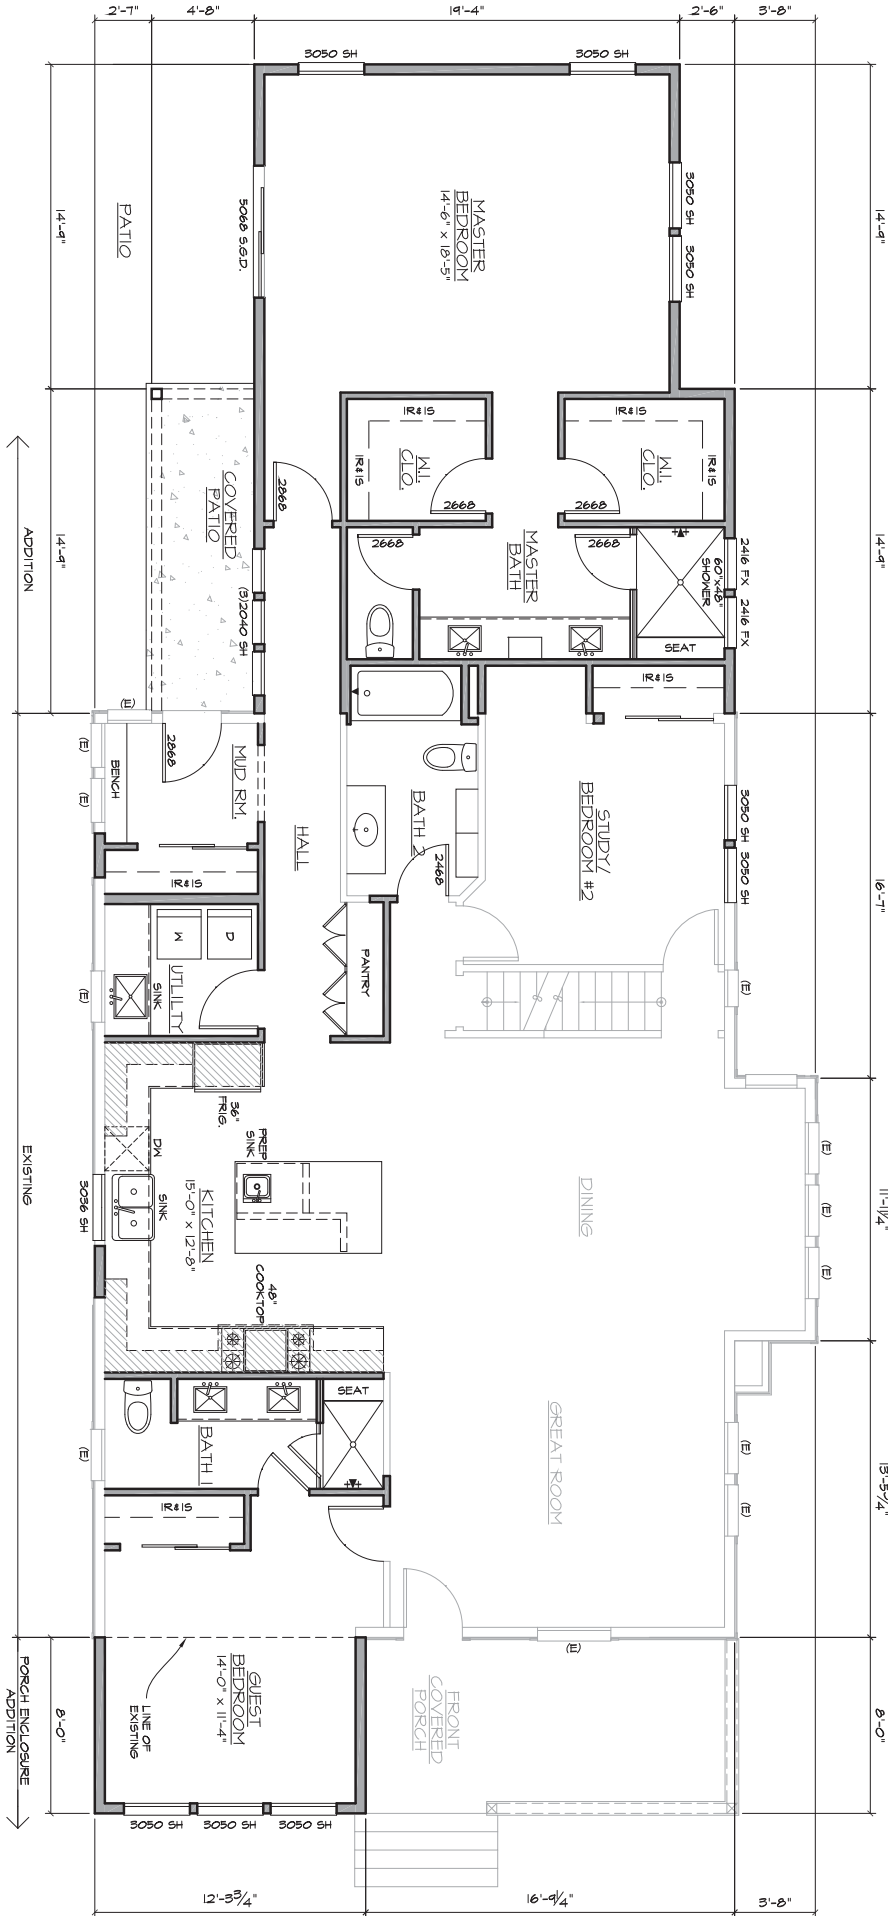 2'-7"
4'-8"
19'-4"
2'-6"
3'-8"
3050 SH
3050 SH
14'-9"
PATIO
5068 S.G.D.
MASTER
BEDROOM
14'-6" x 18'-5"
3050 SH
3050 SH
14'-9"
IR&IS
IR&IS
W.I.
CLO.
IR&IS
W.I.
CLO.
IR&IS
2868
2668
2668
COVERED
PATIO
ADDITION
14'-9"
(3)2040 SH
2668
MASTER
BATH
2668
60"x48"
SHOWER
2416 FX
2416 FX
14'-9"
SEAT
IR&IS
(E)
(E)
(E)
2868
BENCH
MUD RM.
HALL
BATH 2
2468
STUDY/
BEDROOM #2
3050 SH
3050 SH
16'-7"
IR&IS
W
D
UTLILITY
SINK
(E)
PANTRY
(E)
36"
FRIG.
DW
PREP
SINK
SINK
KITCHEN
15'-0" x 12'-8"
3036 SH
EXISTING
DINING
(E)
(E)
(E)
11'-11 1/4"
48"
COOKTOP
SEAT
BATH 1
(E)
GREAT ROOM
(E)
(E)
13'-5 3/4"
IR&IS
(E)
GUEST
BEDROOM
14'-0" x 11'-4"
LINE OF
EXISTING
FRONT
COVERED
PORCH
PORCH ENCLOSURE
ADDITION
8'-0"
8'-0"
3050 SH
3050 SH
3050 SH
12'-3 3/4"
16'-9 1/4"
3'-8"